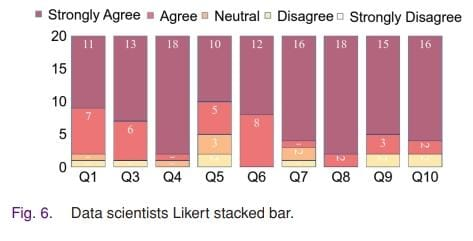 Strongly Agree Agree Neutral Disagree Strongly Disagree
20
15
10
5
0
11 13 18 10 12 16 18 15 16
7 6 5 8 3
3
2 2
Q1 Q3 Q4 Q5 Q6 Q7 Q8 Q9 Q10
Fig. 6. Data scientists Likert stacked bar.